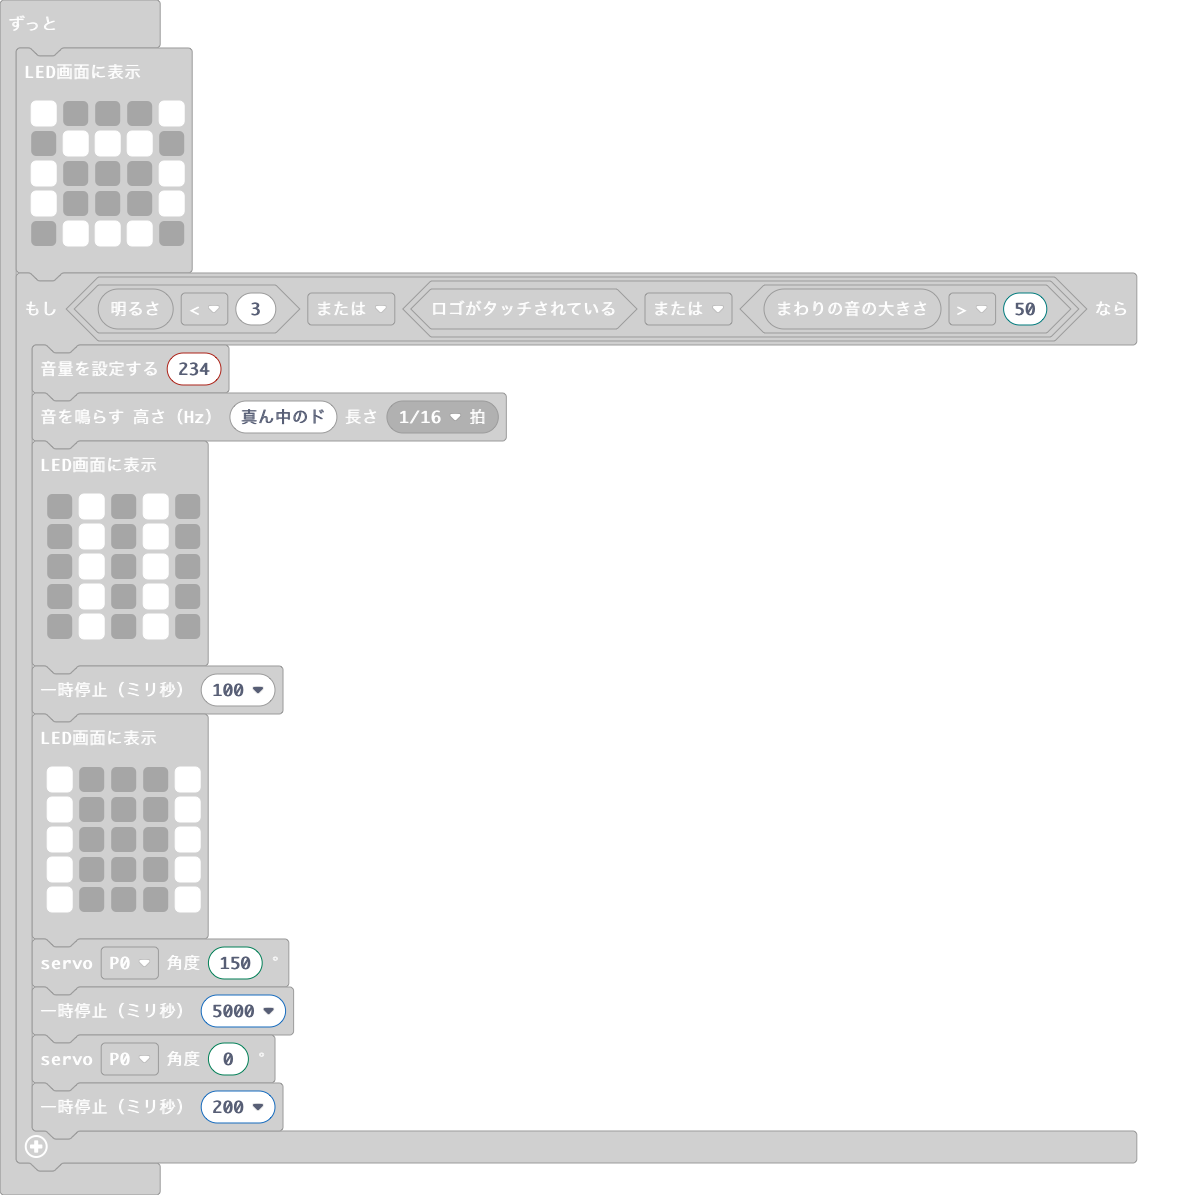 ずっと
LED画面に表示
もし 明るさ < 3 または ロゴがタッチされている または まわりの音の大きさ > 50 なら
音量を設定する 234
音を鳴らす 高さ（Hz） 真ん中のド 長さ 1/16 拍
LED画面に表示
一時停止（ミリ秒） 100
LED画面に表示
servo P0 角度 150 °
一時停止（ミリ秒） 5000
servo P0 角度 0 °
一時停止（ミリ秒） 200